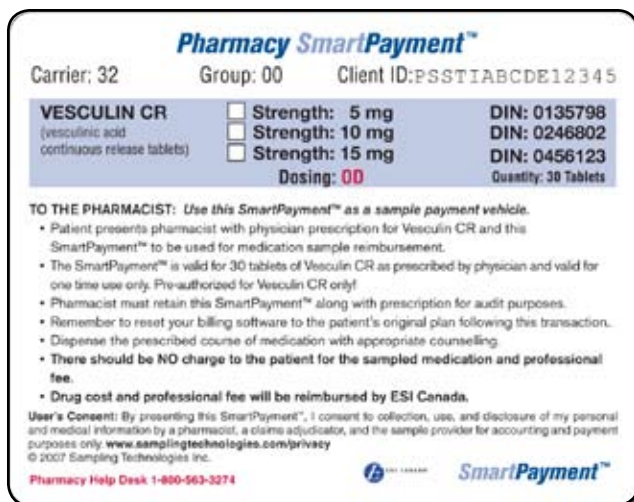 Pharmacy SmartPayment™
Carrier: 32 Group: 00 Client ID:PSSTIABCDE12345
VESCULIN CR Strength: 5 mg DIN: 0135798
(vesculinic acid Strength: 10 mg DIN: 0246802
continuous release tablets) Strength: 15 mg DIN: 0456123
Dosing: OD Quantity: 30 Tablets
TO THE PHARMACIST: Use this SmartPayment™ as a sample payment vehicle.
• Patient presents pharmacist with physician prescription for Vesculin CR and this
SmartPayment™ to be used for medication sample reimbursement.
• The SmartPayment™ is valid for 30 tablets of Vesculin CR as prescribed by physician and valid for
one time use only. Pre-authorized for Vesculin CR only!
• Pharmacist must retain this SmartPayment™ along with prescription for audit purposes.
• Remember to reset your billing software to the patient's original plan following this transaction.
• Dispense the prescribed course of medication with appropriate counselling.
• There should be NO charge to the patient for the sampled medication and professional
fee.
• Drug cost and professional fee will be reimbursed by ESI Canada.
User's Consent: By presenting this SmartPayment™, I consent to collection, use, and disclosure of my personal
and medical information by a pharmacist, a claims adjudicator, and the sample provider for accounting and payment
purposes only. www.samplingtechnologies.com/privacy
© 2007 Sampling Technologies Inc.
Pharmacy Help Desk 1-800-563-3274 ESI CANADA SmartPayment™